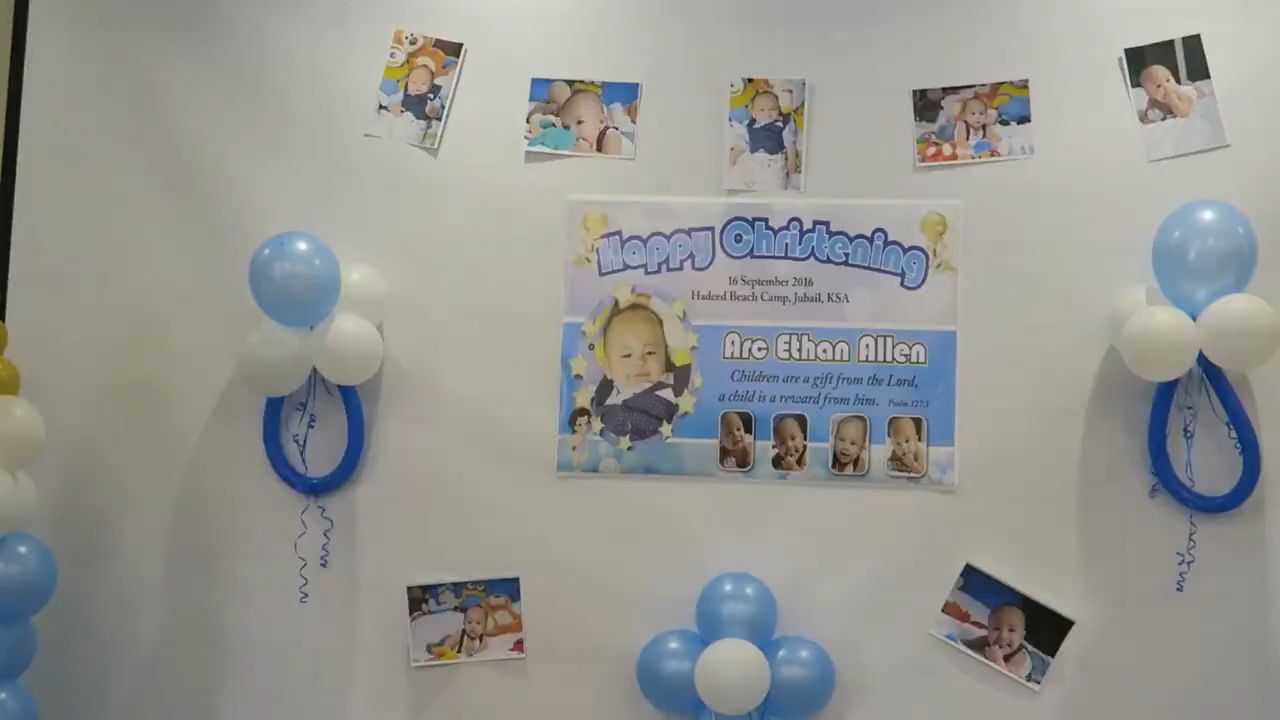 Happy Christening
16 September 2016
Hadeed Beach Camp, Jubail, KSA
Arc Ethan Allen
Children are a gift from the Lord,
a child is a reward from him. Psalm 127:3